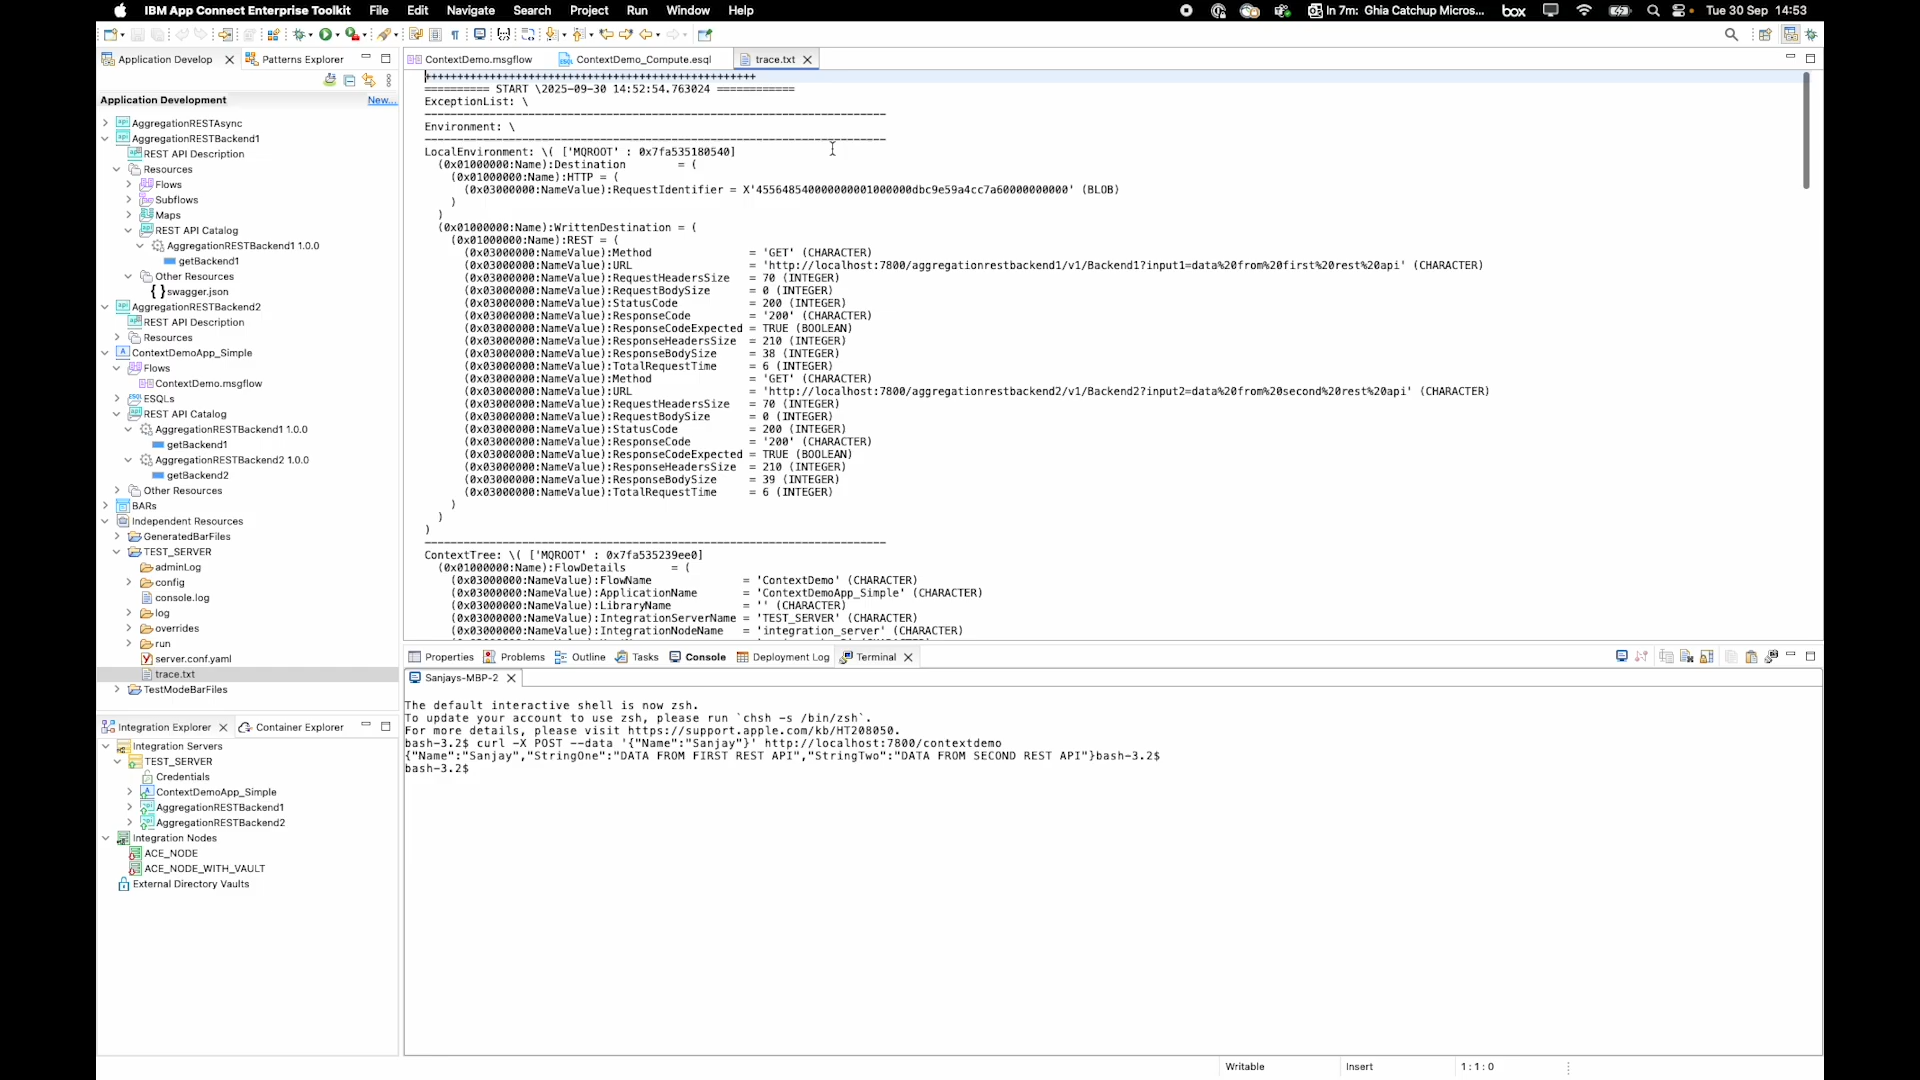 IBM App Connect Enterprise Toolkit File Edit Navigate Search Project Run Window Help In 7m: Ghia Catchup Micros... box Tue 30 Sep 14:53
Application Develop Patterns Explorer
Application Development New...
AggregationRESTAsync
AggregationRESTBackend1
REST API Description
Resources
Flows
Subflows
Maps
REST API Catalog
AggregationRESTBackend1 1.0.0
getBackend1
Other Resources
{ } swagger.json
AggregationRESTBackend2
REST API Description
Resources
ContextDemoApp_Simple
Flows
ContextDemo.msgflow
ESQLs
REST API Catalog
AggregationRESTBackend1 1.0.0
getBackend1
AggregationRESTBackend2 1.0.0
getBackend2
Other Resources
BARs
Independent Resources
GeneratedBarFiles
TEST_SERVER
adminLog
config
console.log
log
overrides
run
server.conf.yaml
trace.txt
TestModeBarFiles
Integration Explorer Container Explorer
Integration Servers
TEST_SERVER
Credentials
ContextDemoApp_Simple
AggregationRESTBackend1
AggregationRESTBackend2
Integration Nodes
ACE_NODE
ACE_NODE_WITH_VAULT
External Directory Vaults
ContextDemo.msgflow ContextDemo_Compute.esql trace.txt
++++++++++++++++++++++++++++++++++++++++++++++++++++
========== START \2025-09-30 14:52:54.763024 ============
ExceptionList: \
------------------------------------------------------------------------
Environment: \
------------------------------------------------------------------------
LocalEnvironment: \( ['MQROOT' : 0x7fa535180540]
(0x01000000:Name):Destination = (
(0x01000000:Name):HTTP = (
(0x03000000:NameValue):RequestIdentifier = X'455648540000000001000000dbc9e59a4cc7a60000000000' (BLOB)
)
)
(0x01000000:Name):WrittenDestination = (
(0x01000000:Name):REST = (
(0x03000000:NameValue):Method = 'GET' (CHARACTER)
(0x03000000:NameValue):URL = 'http://localhost:7800/aggregationrestbackend1/v1/Backend1?input1=data%20from%20first%20rest%20api' (CHARACTER)
(0x03000000:NameValue):RequestHeadersSize = 70 (INTEGER)
(0x03000000:NameValue):RequestBodySize = 0 (INTEGER)
(0x03000000:NameValue):StatusCode = 200 (INTEGER)
(0x03000000:NameValue):ResponseCode = '200' (CHARACTER)
(0x03000000:NameValue):ResponseCodeExpected = TRUE (BOOLEAN)
(0x03000000:NameValue):ResponseHeadersSize = 210 (INTEGER)
(0x03000000:NameValue):ResponseBodySize = 38 (INTEGER)
(0x03000000:NameValue):TotalRequestTime = 6 (INTEGER)
(0x03000000:NameValue):Method = 'GET' (CHARACTER)
(0x03000000:NameValue):URL = 'http://localhost:7800/aggregationrestbackend2/v1/Backend2?input2=data%20from%20second%20rest%20api' (CHARACTER)
(0x03000000:NameValue):RequestHeadersSize = 70 (INTEGER)
(0x03000000:NameValue):RequestBodySize = 0 (INTEGER)
(0x03000000:NameValue):StatusCode = 200 (INTEGER)
(0x03000000:NameValue):ResponseCode = '200' (CHARACTER)
(0x03000000:NameValue):ResponseCodeExpected = TRUE (BOOLEAN)
(0x03000000:NameValue):ResponseHeadersSize = 210 (INTEGER)
(0x03000000:NameValue):ResponseBodySize = 39 (INTEGER)
(0x03000000:NameValue):TotalRequestTime = 6 (INTEGER)
)
)
)
------------------------------------------------------------------------
ContextTree: \( ['MQROOT' : 0x7fa535239ee0]
(0x01000000:Name):FlowDetails = (
(0x03000000:NameValue):FlowName = 'ContextDemo' (CHARACTER)
(0x03000000:NameValue):ApplicationName = 'ContextDemoApp_Simple' (CHARACTER)
(0x03000000:NameValue):LibraryName = '' (CHARACTER)
(0x03000000:NameValue):IntegrationServerName = 'TEST_SERVER' (CHARACTER)
(0x03000000:NameValue):IntegrationNodeName = 'integration_server' (CHARACTER)
Properties Problems Outline Tasks Console Deployment Log Terminal
Sanjays-MBP-2
The default interactive shell is now zsh.
To update your account to use zsh, please run `chsh -s /bin/zsh`.
For more details, please visit https://support.apple.com/kb/HT208050.
bash-3.2$ curl -X POST --data '{"Name":"Sanjay"}' http://localhost:7800/contextdemo
{"Name":"Sanjay","StringOne":"DATA FROM FIRST REST API","StringTwo":"DATA FROM SECOND REST API"}bash-3.2$
bash-3.2$
Writable Insert 1:1:0